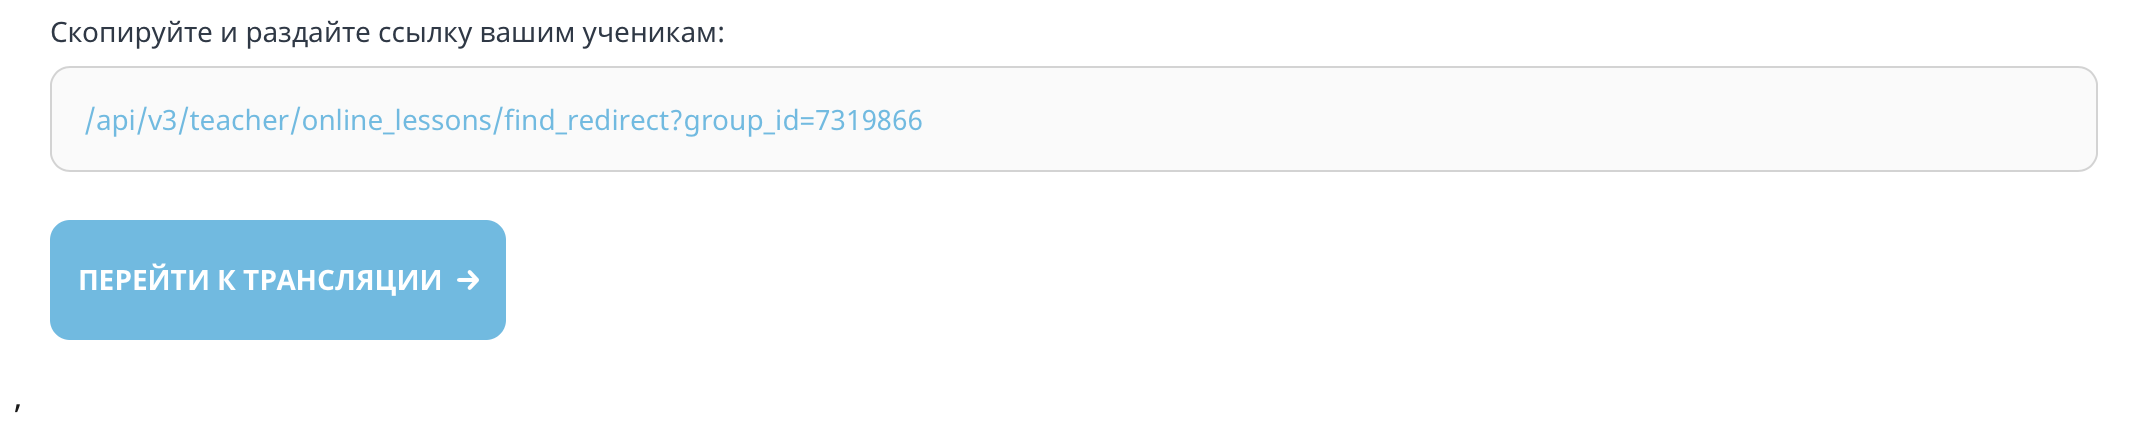 Скопируйте и раздайте ссылку вашим ученикам:
/api/v3/teacher/online_lessons/find_redirect?group_id=7319866
ПЕРЕЙТИ К ТРАНСЛЯЦИИ →
,